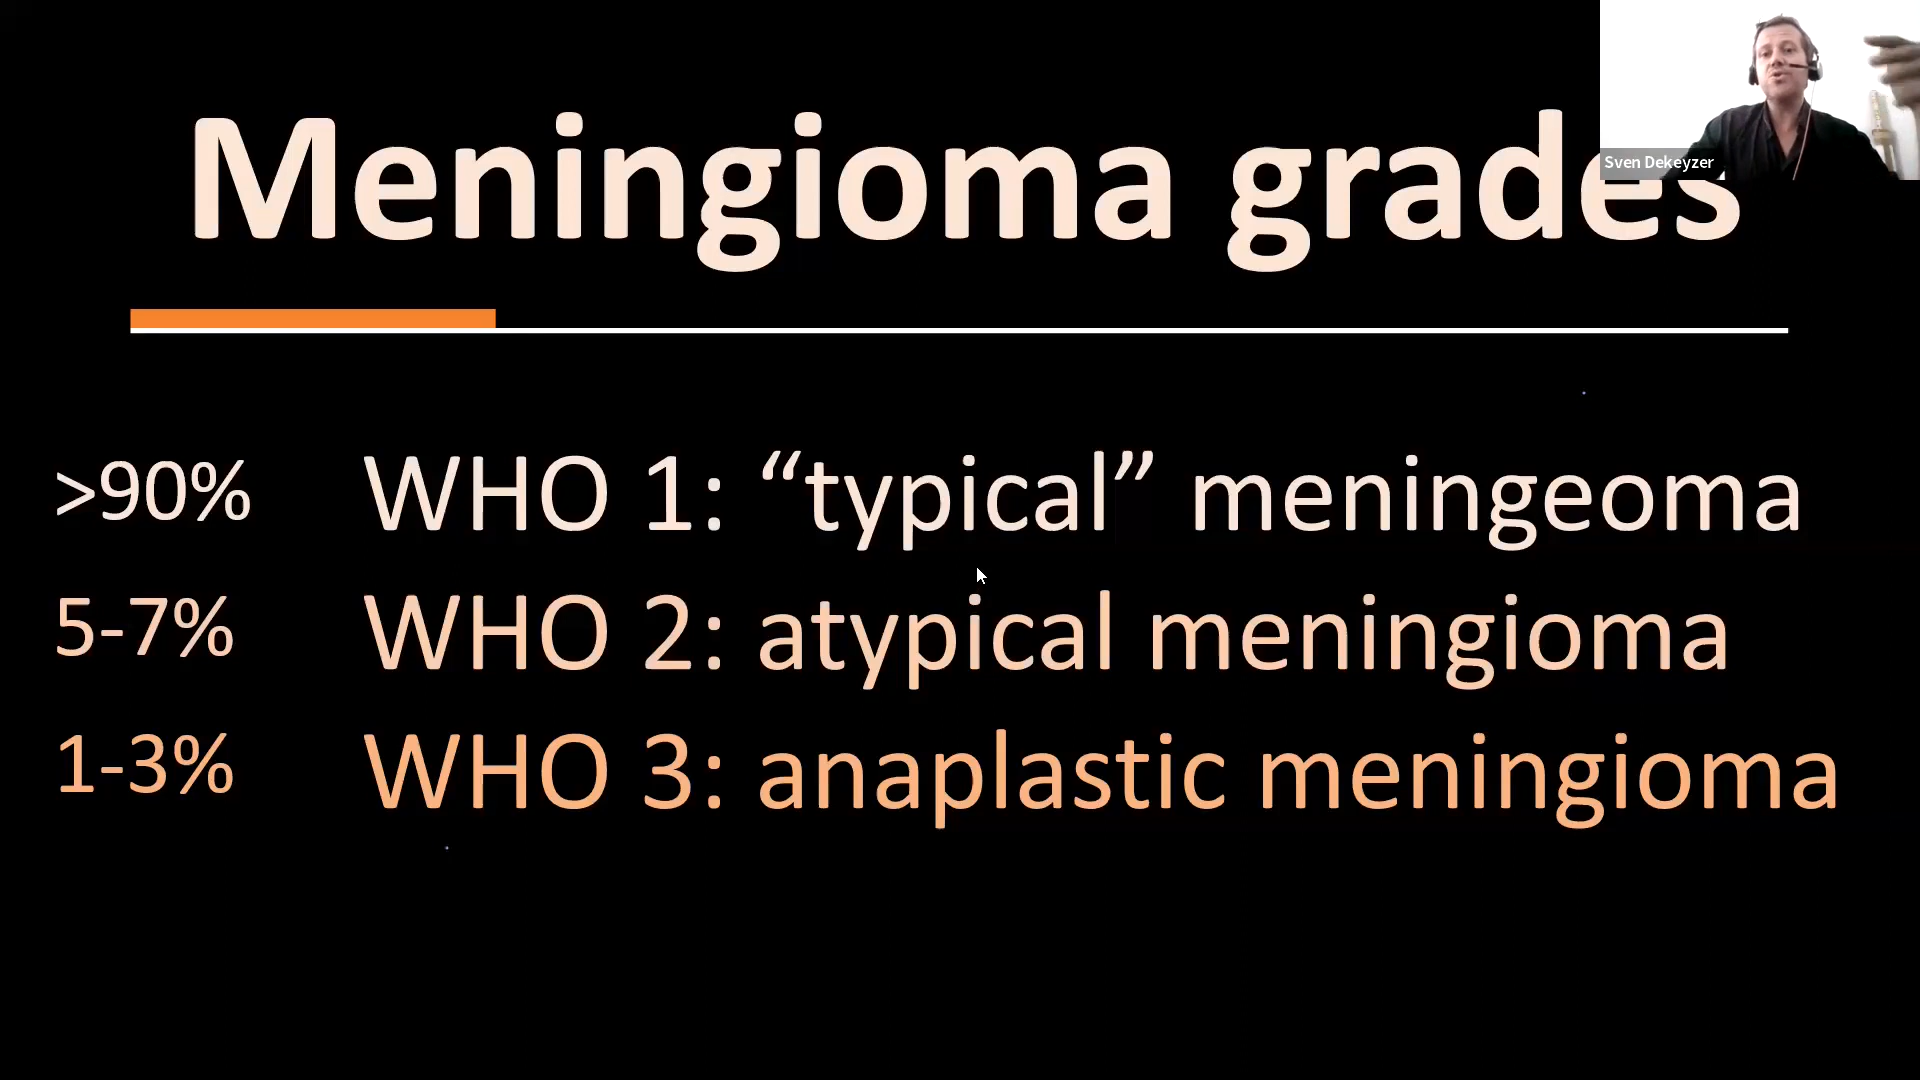 Meningioma grades
Sven Dekeyzer
>90% WHO 1: “typical” meningeoma
5-7% WHO 2: atypical meningioma
1-3% WHO 3: anaplastic meningioma